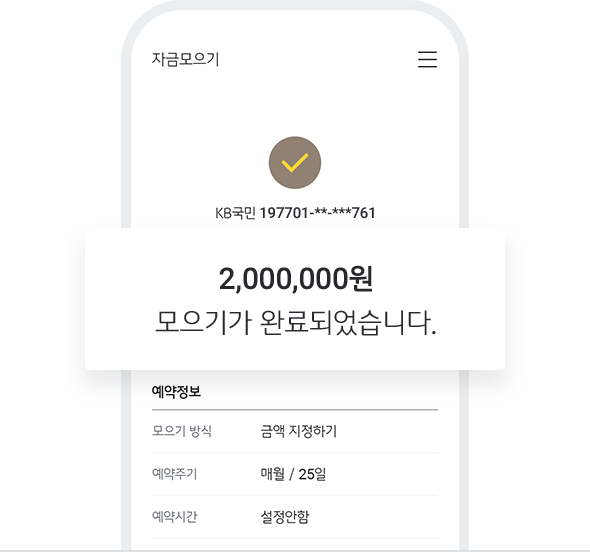 자금모으기
KB국민 197701-**-***761
2,000,000원
모으기가 완료되었습니다.
예약정보
모으기 방식 금액 지정하기
예약주기 매월 / 25일
예약시간 설정안함